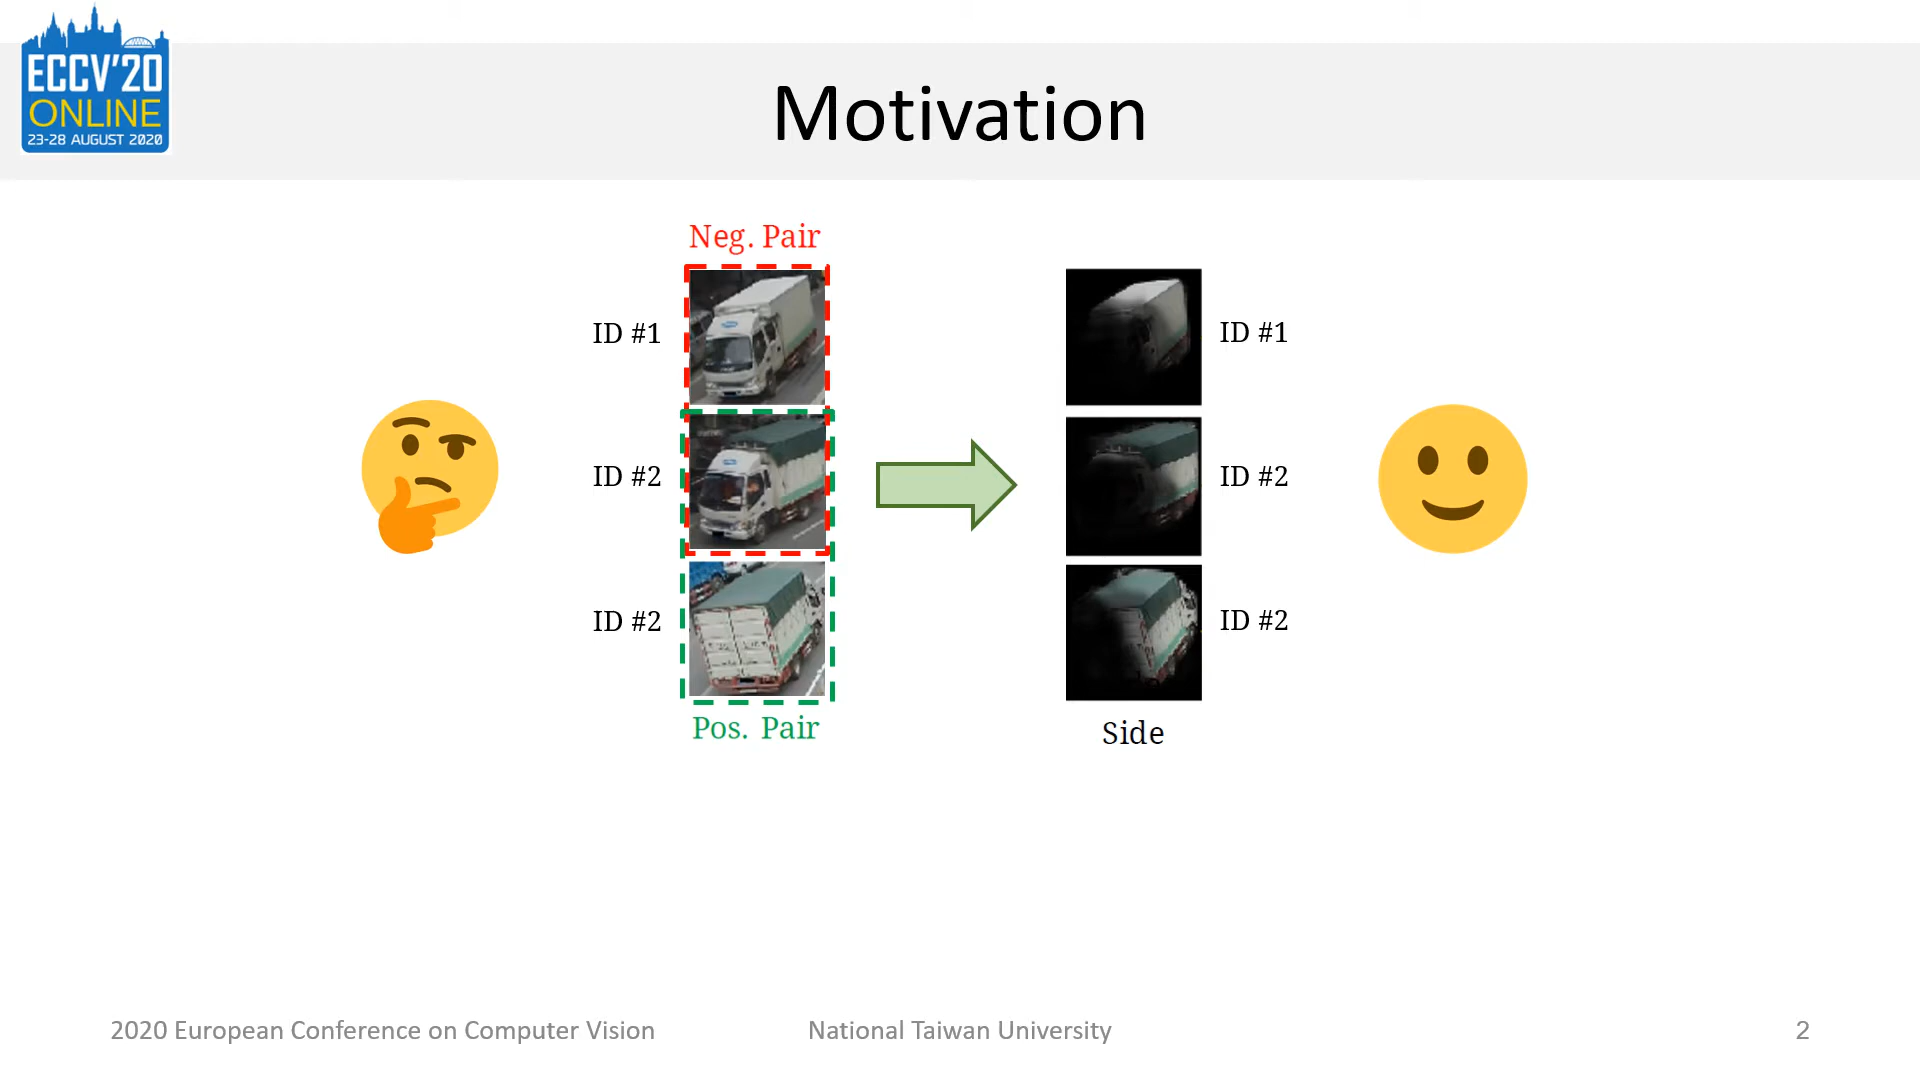 ECCV'20
ONLINE
23-28 AUGUST 2020
Motivation
Neg. Pair
ID #1
ID #2
ID #2
Pos. Pair
ID #1
ID #2
ID #2
Side
2020 European Conference on Computer Vision
National Taiwan University
2